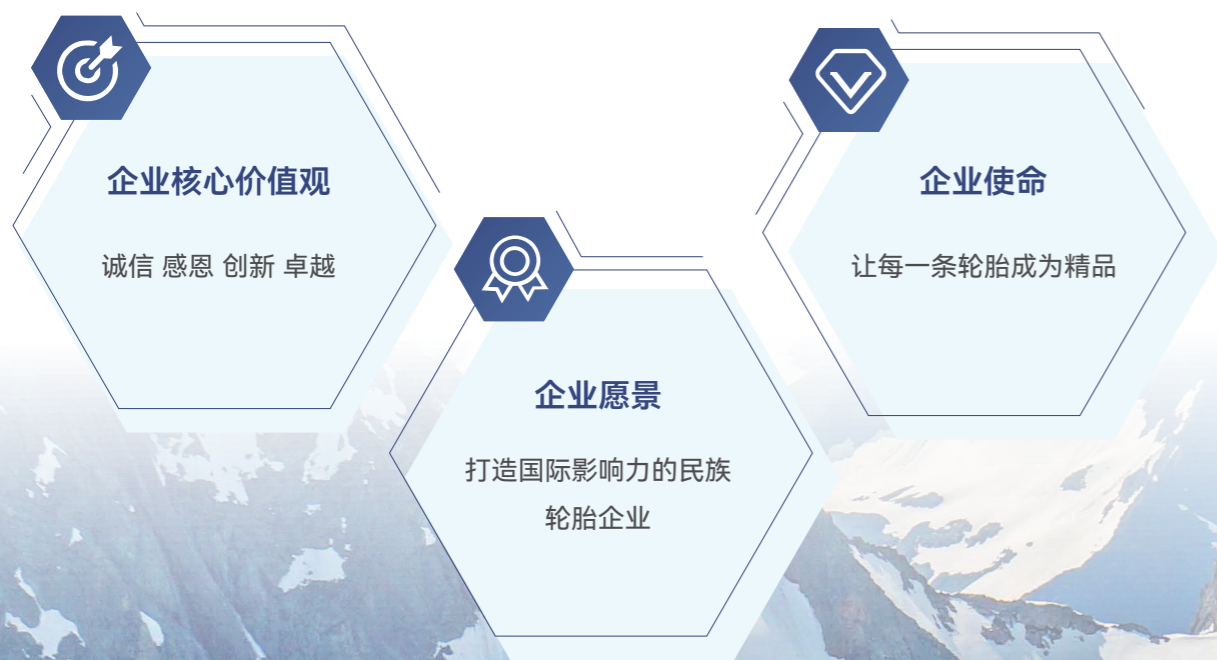 企业核心价值观
诚信 感恩 创新 卓越
企业愿景
打造国际影响力的民族
轮胎企业
企业使命
让每一条轮胎成为精品